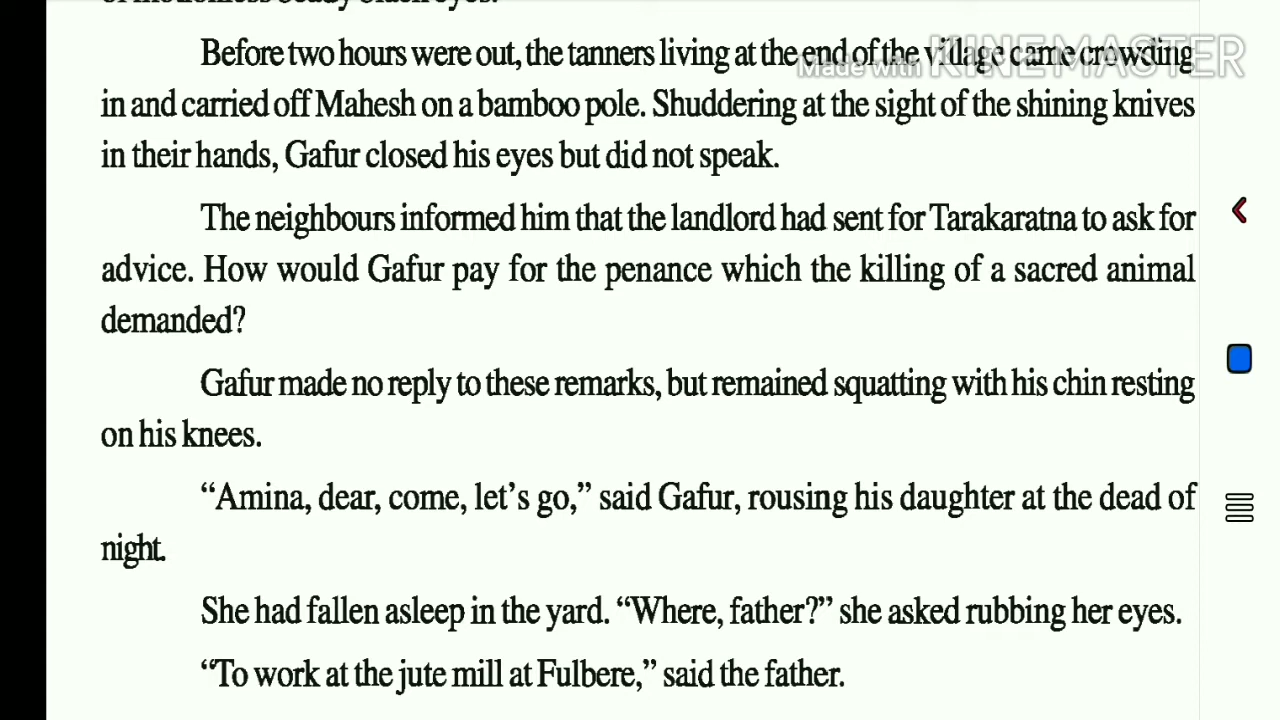 of motionless beady black eyes.
Before two hours were out, the tanners living at the end of the village came crowding
Made with KINEMASTER
in and carried off Mahesh on a bamboo pole. Shuddering at the sight of the shining knives
in their hands, Gafur closed his eyes but did not speak.
The neighbours informed him that the landlord had sent for Tarakaratna to ask for
advice. How would Gafur pay for the penance which the killing of a sacred animal
demanded?
Gafur made no reply to these remarks, but remained squatting with his chin resting
on his knees.
“Amina, dear, come, let’s go,” said Gafur, rousing his daughter at the dead of
night.
She had fallen asleep in the yard. “Where, father?” she asked rubbing her eyes.
“To work at the jute mill at Fulbere,” said the father.